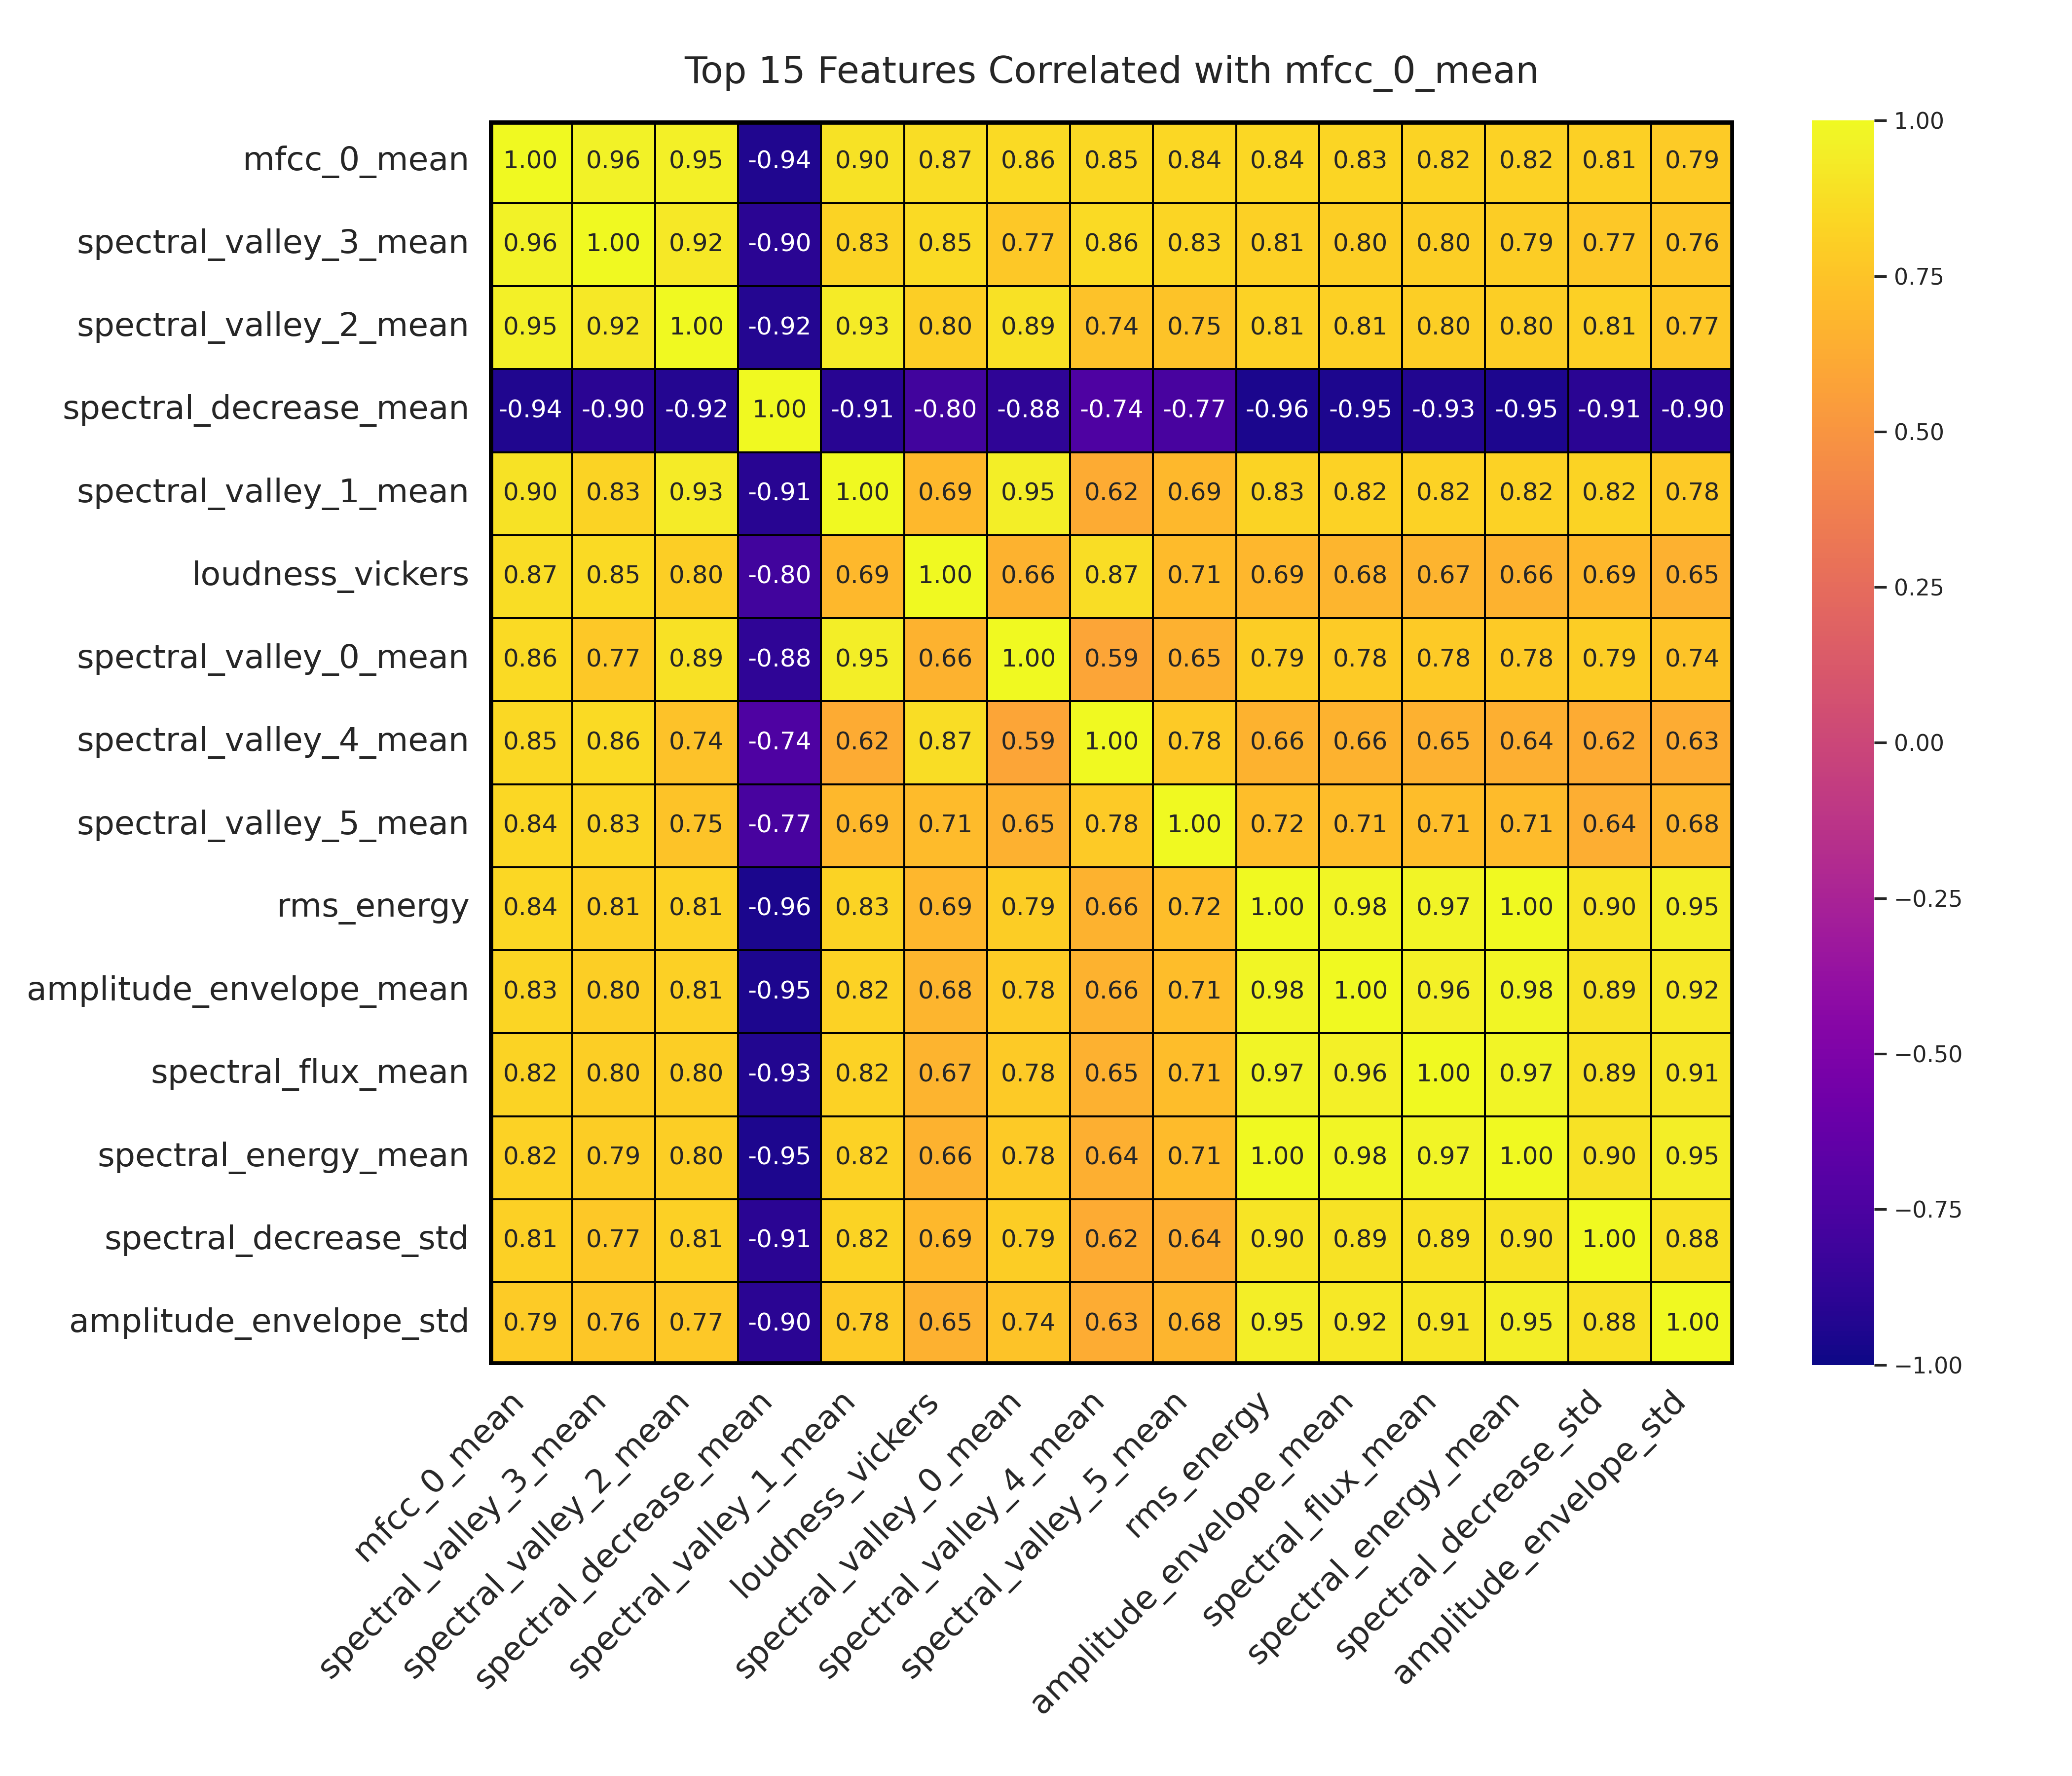 Top 15 Features Correlated with mfcc_0_mean
mfcc_0_mean 1.00 0.96 0.95 -0.94 0.90 0.87 0.86 0.85 0.84 0.84 0.83 0.82 0.82 0.81 0.79
spectral_valley_3_mean 0.96 1.00 0.92 -0.90 0.83 0.85 0.77 0.86 0.83 0.81 0.80 0.80 0.79 0.77 0.76
spectral_valley_2_mean 0.95 0.92 1.00 -0.92 0.93 0.80 0.89 0.74 0.75 0.81 0.81 0.80 0.80 0.81 0.77
spectral_decrease_mean -0.94 -0.90 -0.92 1.00 -0.91 -0.80 -0.88 -0.74 -0.77 -0.96 -0.95 -0.93 -0.95 -0.91 -0.90
spectral_valley_1_mean 0.90 0.83 0.93 -0.91 1.00 0.69 0.95 0.62 0.69 0.83 0.82 0.82 0.82 0.82 0.78
loudness_vickers 0.87 0.85 0.80 -0.80 0.69 1.00 0.66 0.87 0.71 0.69 0.68 0.67 0.66 0.69 0.65
spectral_valley_0_mean 0.86 0.77 0.89 -0.88 0.95 0.66 1.00 0.59 0.65 0.79 0.78 0.78 0.78 0.79 0.74
spectral_valley_4_mean 0.85 0.86 0.74 -0.74 0.62 0.87 0.59 1.00 0.78 0.66 0.66 0.65 0.64 0.62 0.63
spectral_valley_5_mean 0.84 0.83 0.75 -0.77 0.69 0.71 0.65 0.78 1.00 0.72 0.71 0.71 0.71 0.64 0.68
rms_energy 0.84 0.81 0.81 -0.96 0.83 0.69 0.79 0.66 0.72 1.00 0.98 0.97 1.00 0.90 0.95
amplitude_envelope_mean 0.83 0.80 0.81 -0.95 0.82 0.68 0.78 0.66 0.71 0.98 1.00 0.96 0.98 0.89 0.92
spectral_flux_mean 0.82 0.80 0.80 -0.93 0.82 0.67 0.78 0.65 0.71 0.97 0.96 1.00 0.97 0.89 0.91
spectral_energy_mean 0.82 0.79 0.80 -0.95 0.82 0.66 0.78 0.64 0.71 1.00 0.98 0.97 1.00 0.90 0.95
spectral_decrease_std 0.81 0.77 0.81 -0.91 0.82 0.69 0.79 0.62 0.64 0.90 0.89 0.89 0.90 1.00 0.88
amplitude_envelope_std 0.79 0.76 0.77 -0.90 0.78 0.65 0.74 0.63 0.68 0.95 0.92 0.91 0.95 0.88 1.00
mfcc_0_mean
spectral_valley_3_mean
spectral_valley_2_mean
spectral_decrease_mean
spectral_valley_1_mean
loudness_vickers
spectral_valley_0_mean
spectral_valley_4_mean
spectral_valley_5_mean
rms_energy
amplitude_envelope_mean
spectral_flux_mean
spectral_energy_mean
spectral_decrease_std
amplitude_envelope_std
1.00
0.75
0.50
0.25
0.00
−0.25
−0.50
−0.75
−1.00